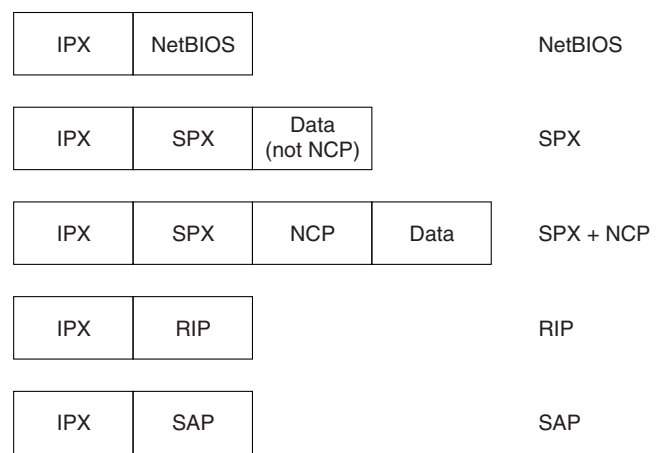 IPX NetBIOS NetBIOS
IPX SPX Data (not NCP) SPX
IPX SPX NCP Data SPX + NCP
IPX RIP RIP
IPX SAP SAP